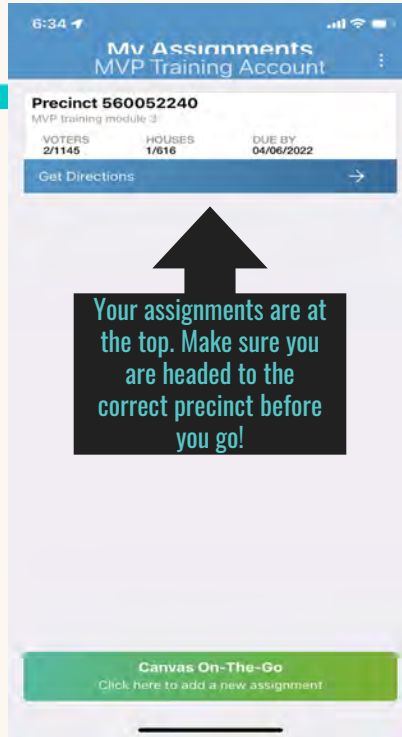 6:34
My Assignments
MVP Training Account
Precinct 560052240
MVP training module 3
VOTERS HOUSES DUE BY
2/1145 1/616 04/06/2022
Get Directions →
Your assignments are at
the top. Make sure you
are headed to the
correct precinct before
you go!
Canvas On-The-Go
Click here to add a new assignment